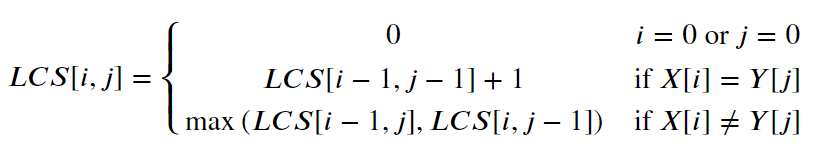 0 i = 0 or j = 0
LCS[i, j] = { LCS[i − 1, j − 1] + 1 if X[i] = Y[j]
max (LCS[i − 1, j], LCS[i, j − 1]) if X[i] ≠ Y[j]